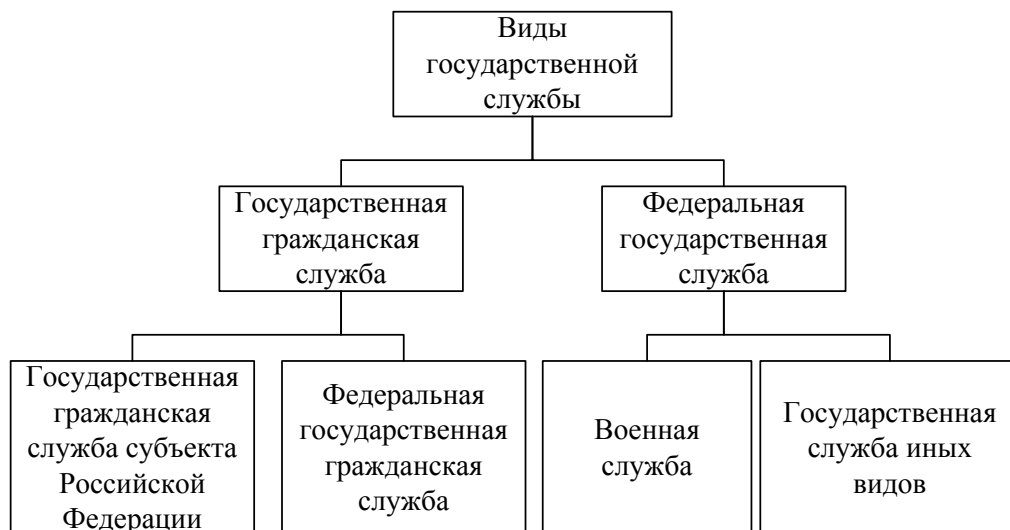 Виды
государственной
службы
Государственная
гражданская
служба
Федеральная
государственная
служба
Государственная
гражданская
служба субъекта
Российской
Федерации
Федеральная
государственная
гражданская
служба
Военная
служба
Государственная
служба иных
видов